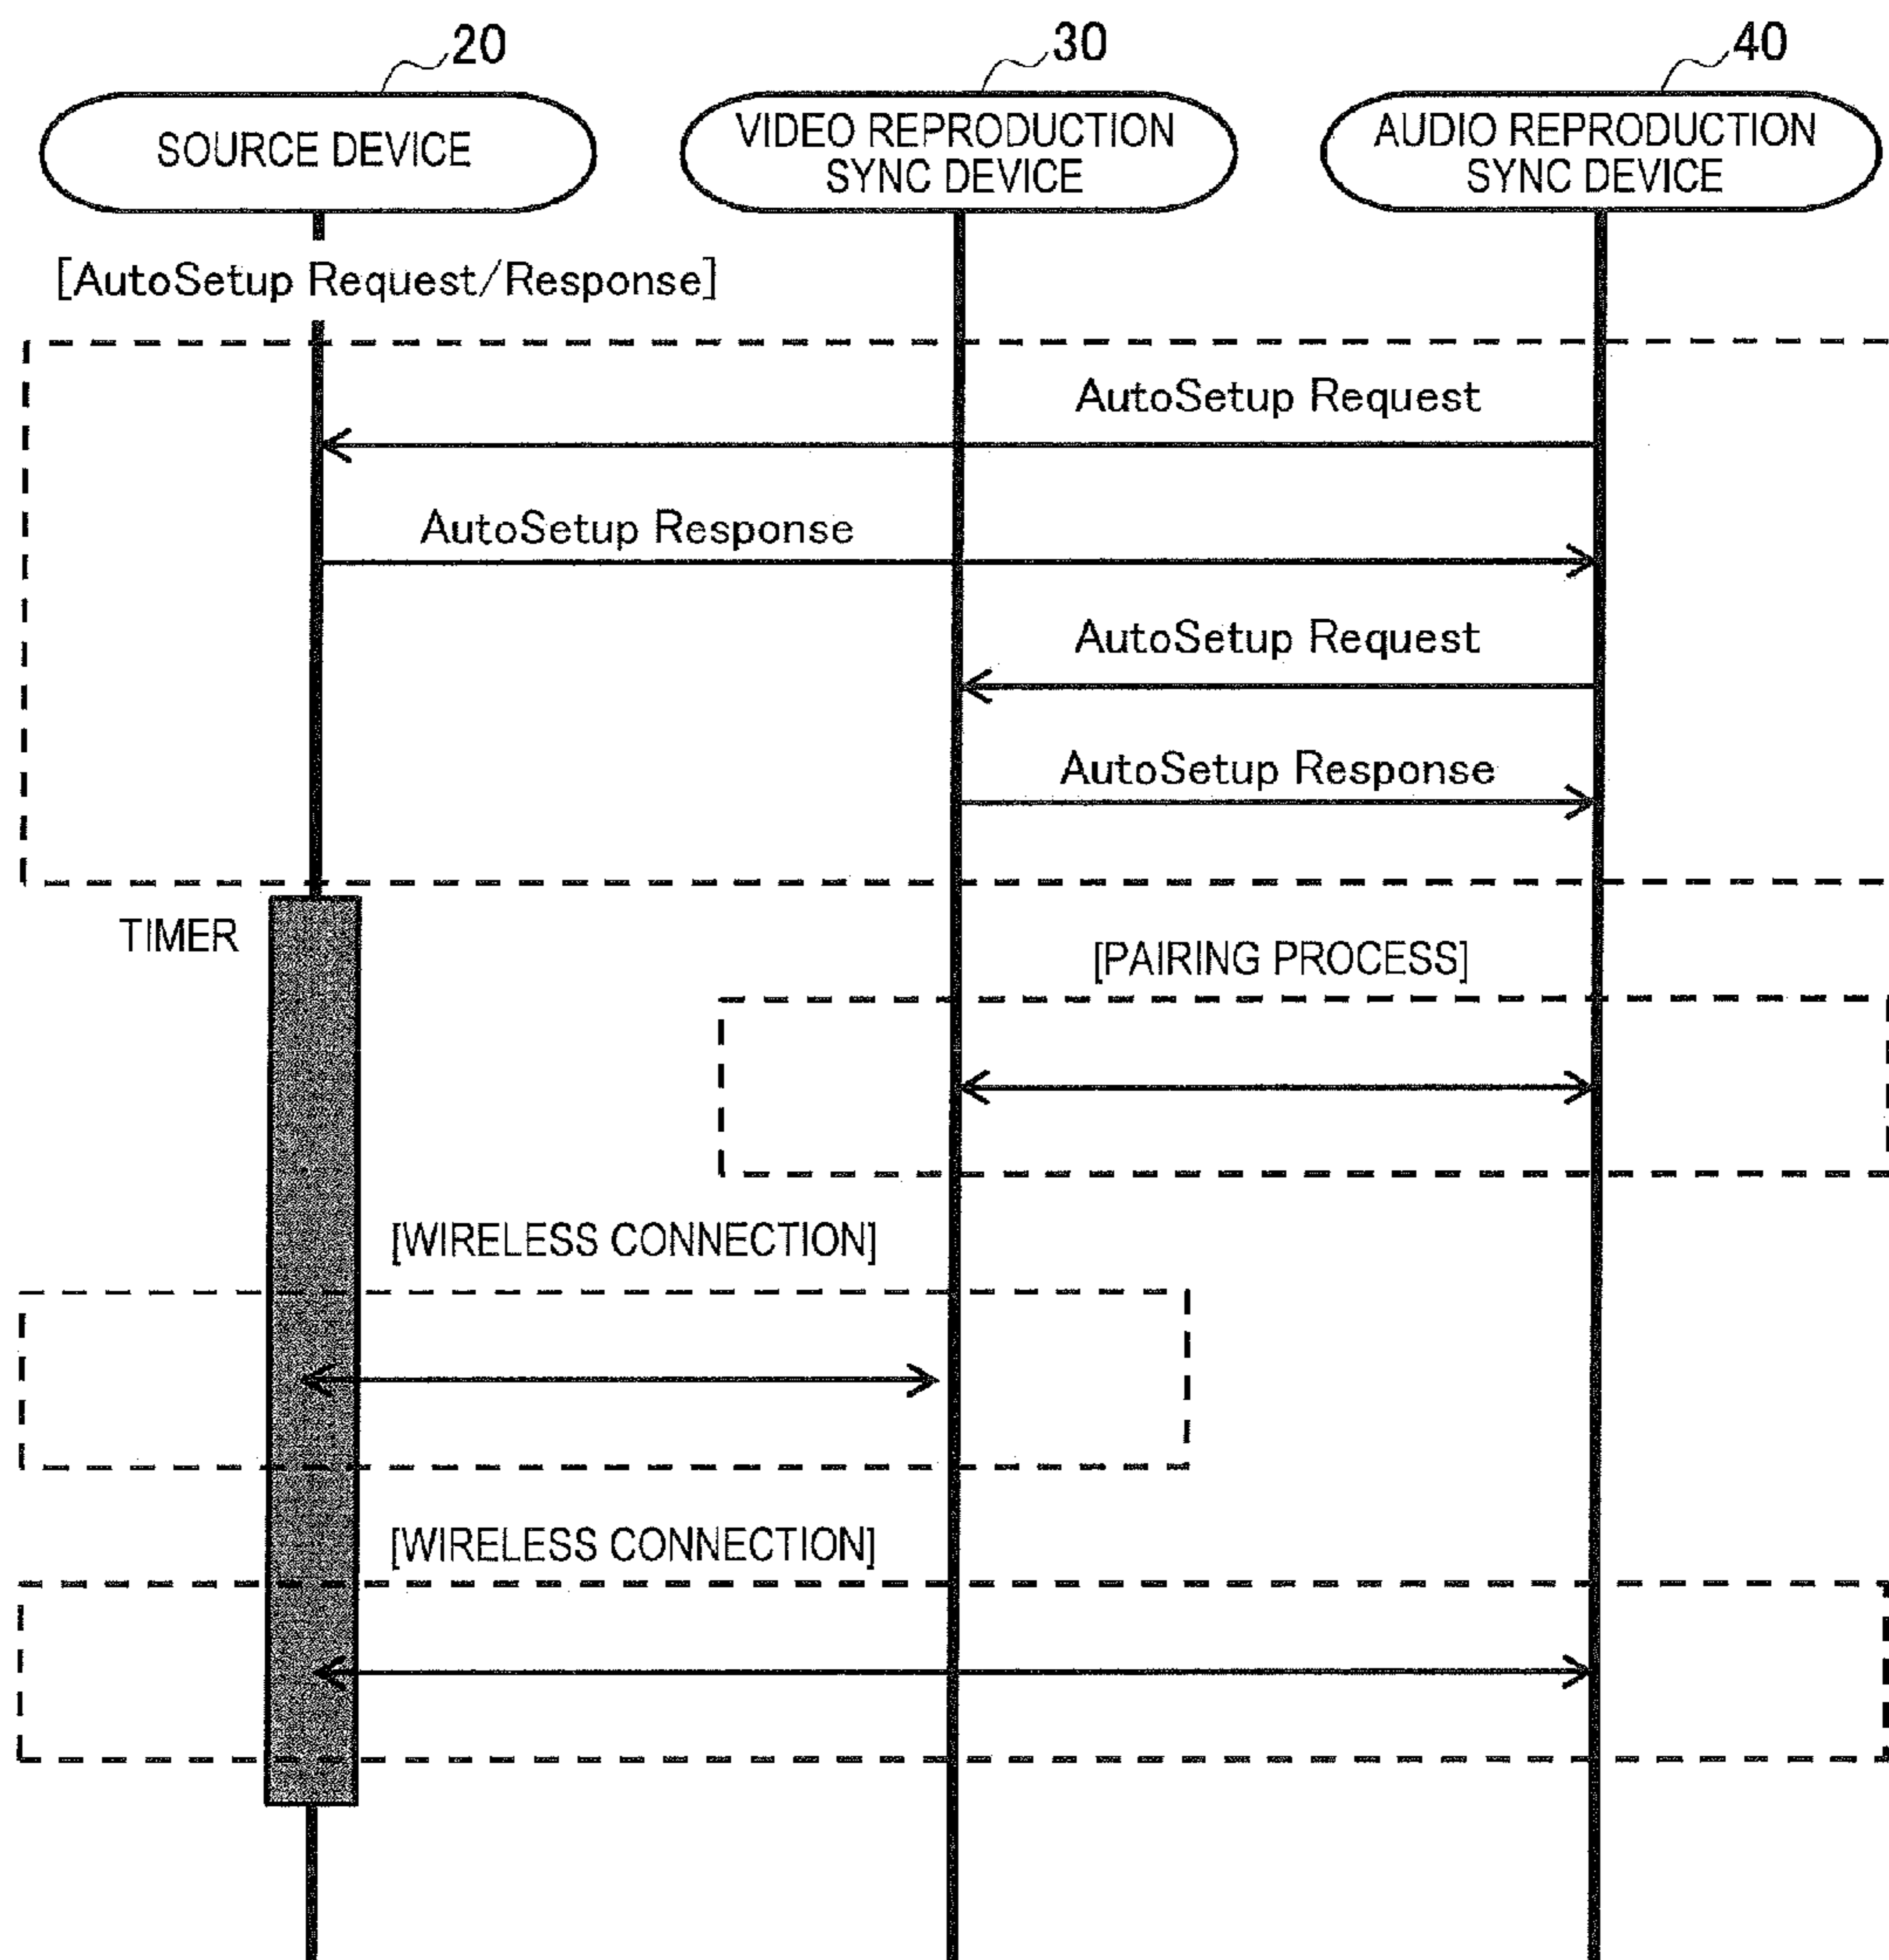 20
30
40
SOURCE DEVICE
VIDEO REPRODUCTION
SYNC DEVICE
AUDIO REPRODUCTION
SYNC DEVICE
[AutoSetup Request/Response]
AutoSetup Request
AutoSetup Response
AutoSetup Request
AutoSetup Response
TIMER
[PAIRING PROCESS]
[WIRELESS CONNECTION]
[WIRELESS CONNECTION]